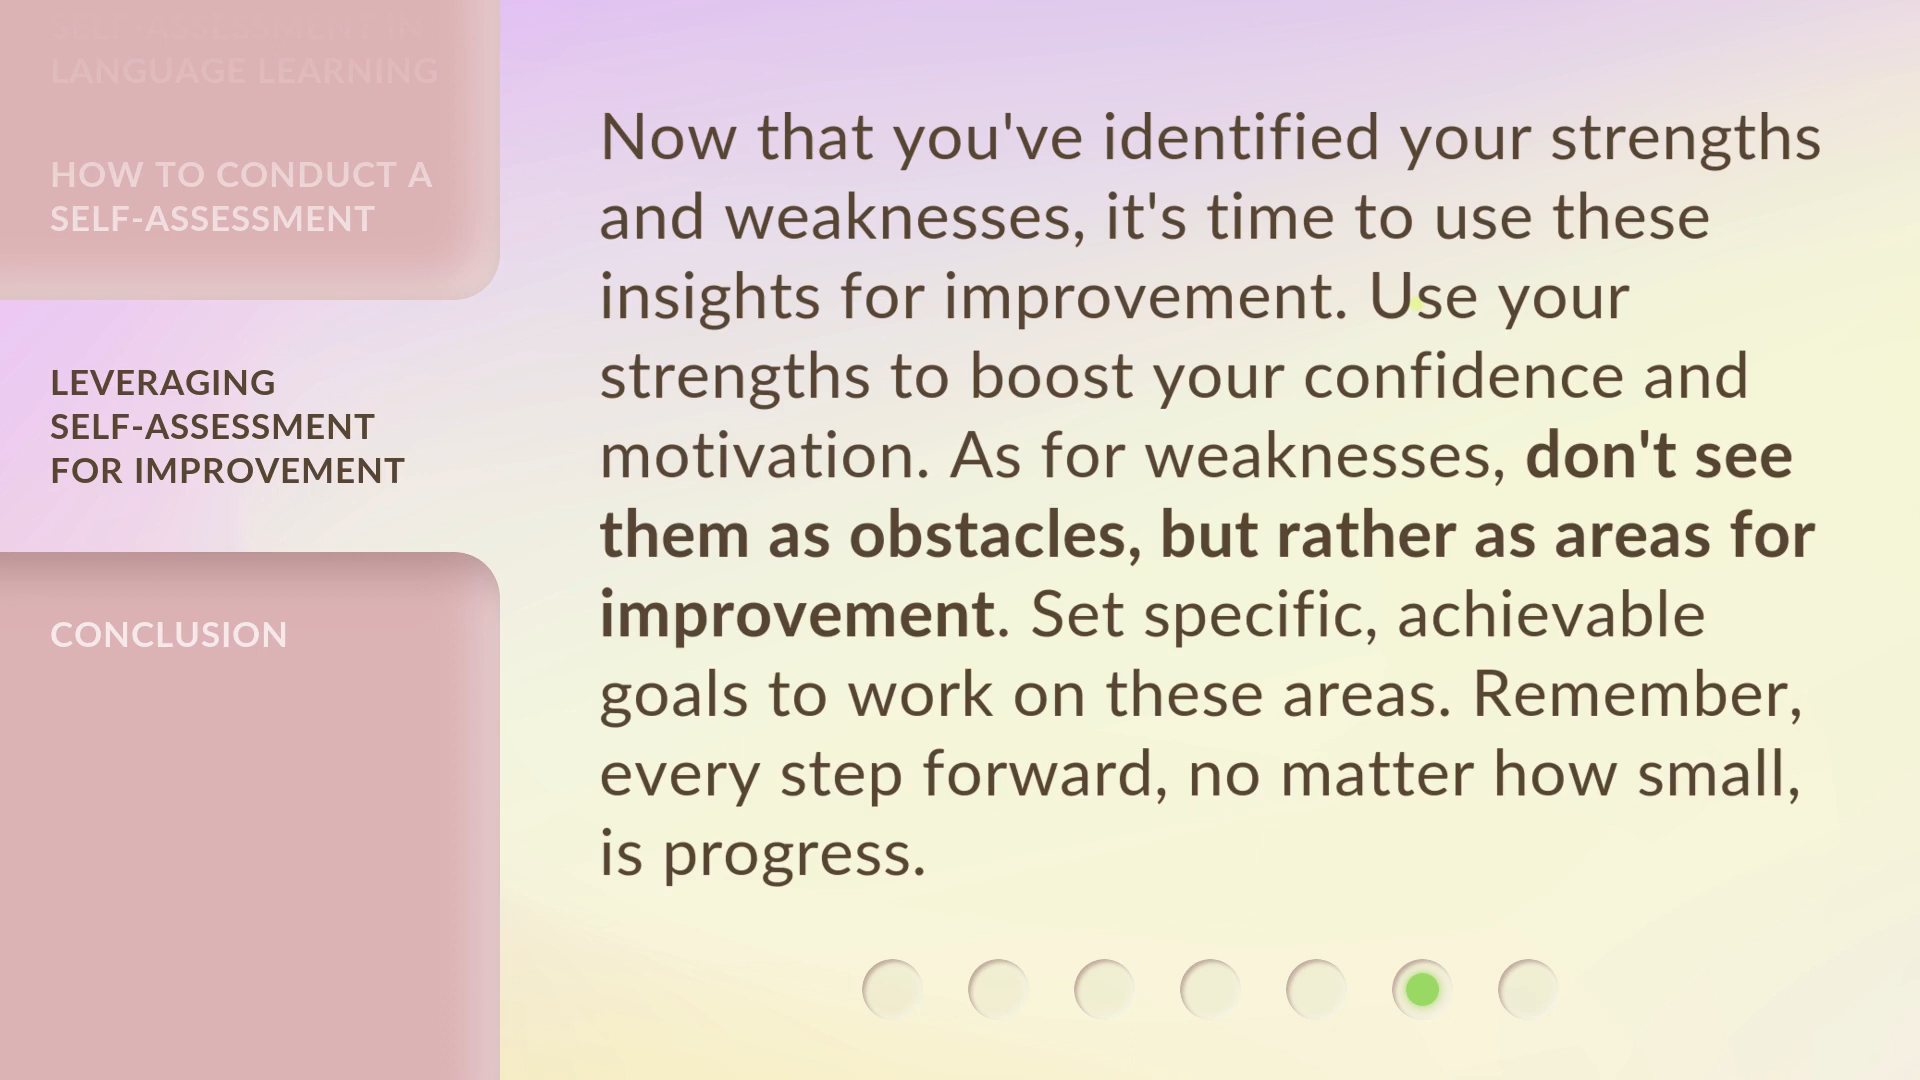 SELF-ASSESSMENT IN
LANGUAGE LEARNING
HOW TO CONDUCT A
SELF-ASSESSMENT
LEVERAGING
SELF-ASSESSMENT
FOR IMPROVEMENT
CONCLUSION
Now that you've identified your strengths
and weaknesses, it's time to use these
insights for improvement. Use your
strengths to boost your confidence and
motivation. As for weaknesses, don't see
them as obstacles, but rather as areas for
improvement. Set specific, achievable
goals to work on these areas. Remember,
every step forward, no matter how small,
is progress.